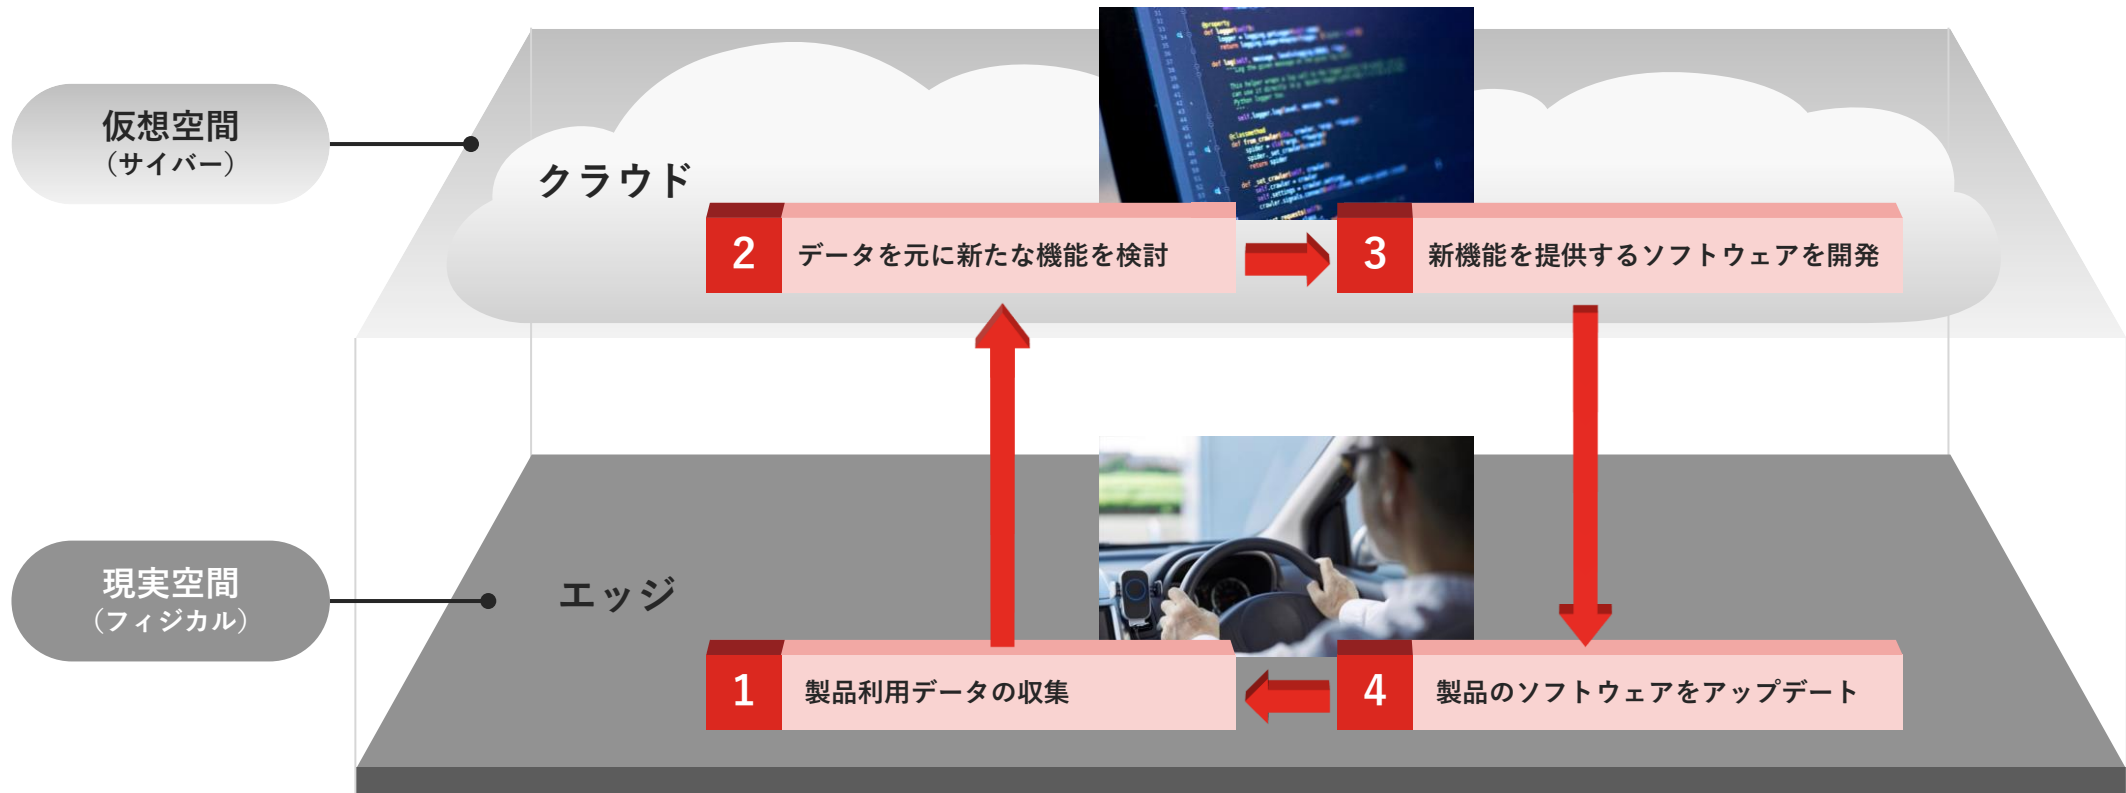 仮想空間
（サイバー）
クラウド
2
データを元に新たな機能を検討
3
新機能を提供するソフトウェアを開発
現実空間
（フィジカル）
エッジ
1
製品利用データの収集
4
製品のソフトウェアをアップデート